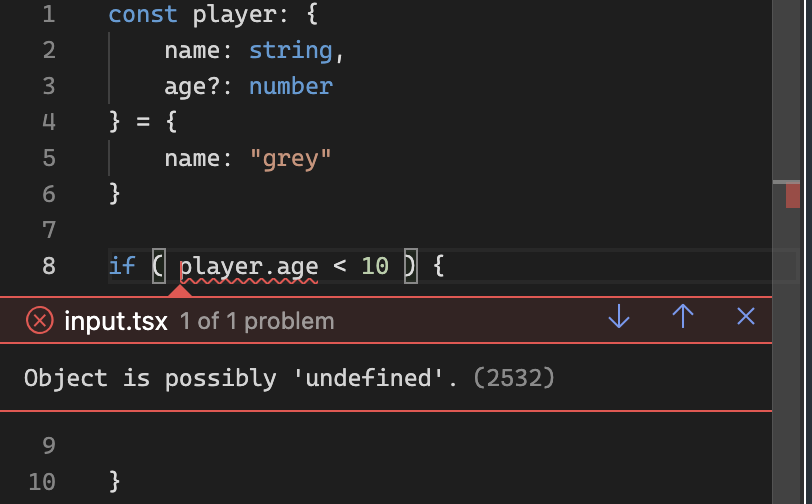 1 const player: {
2 name: string,
3 age?: number
4 } = {
5 name: "grey"
6 }
7
8 if ( player.age < 10 ) {
input.tsx 1 of 1 problem
Object is possibly 'undefined'. (2532)
9
10 }